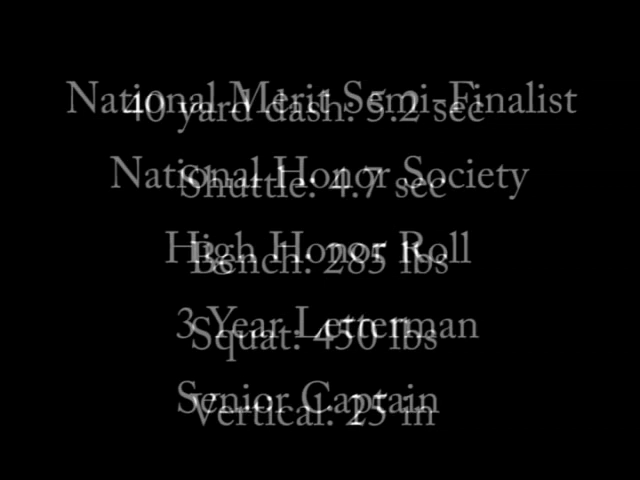 National Merit Semi-Finalist
40 yard dash: 5.2 sec
National Honor Society
Shuttle: 4.7 sec
High Honor Roll
Bench: 285 lbs
3 Year Letterman
Squat: 450 lbs
Senior Captain
Vertical: 25 in